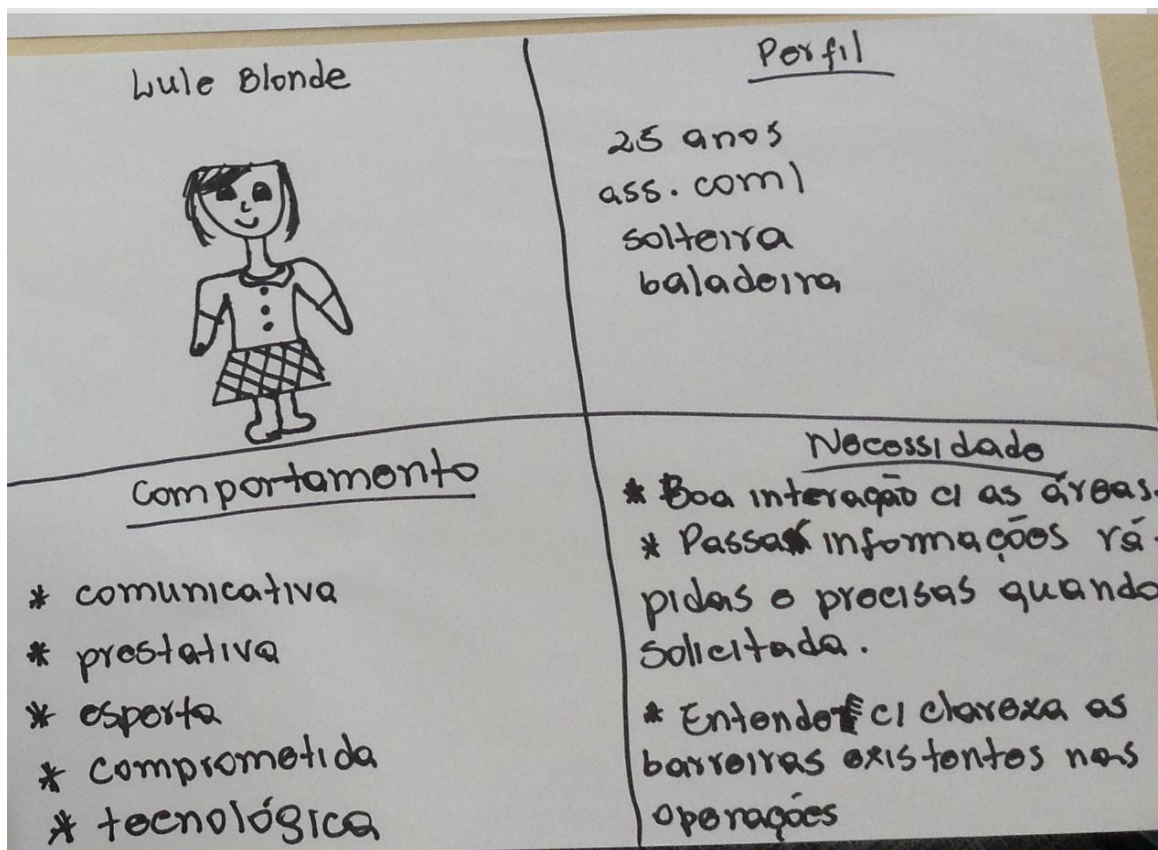 Lule Blonde
Perfil
25 anos
ass. com l
solteira
baladeira
Comportamento
* comunicativa
* prestativa
* esperta
* comprometida
* tecnológica
Necessidade
* Boa interação c/ as áreas.
* Passar informações rá-
pidas e precisas quando
solicitada.
* Entender c/ clareza as
barreiras existentes nas
operações